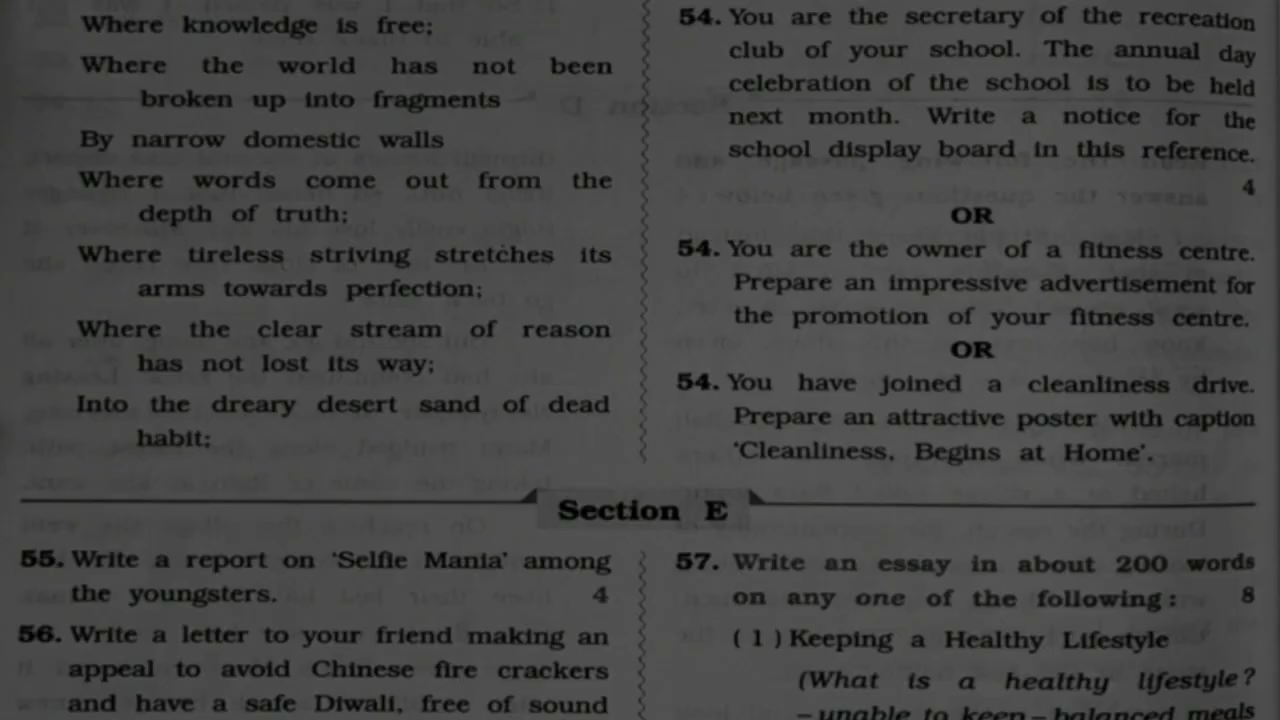 Where knowledge is free;
Where the world has not been
broken up into fragments
By narrow domestic walls
Where words come out from the
depth of truth;
Where tireless striving stretches its
arms towards perfection;
Where the clear stream of reason
has not lost its way;
Into the dreary desert sand of dead
habit;
54. You are the secretary of the recreation
club of your school. The annual day
celebration of the school is to be held
next month. Write a notice for the
school display board in this reference.
4
OR
54. You are the owner of a fitness centre.
Prepare an impressive advertisement for
the promotion of your fitness centre.
OR
54. You have joined a cleanliness drive.
Prepare an attractive poster with caption
‘Cleanliness, Begins at Home’.
Section E
55. Write a report on ‘Selfie Mania’ among
the youngsters. 4
56. Write a letter to your friend making an
appeal to avoid Chinese fire crackers
and have a safe Diwali, free of sound
57. Write an essay in about 200 words
on any one of the following : 8
( 1 ) Keeping a Healthy Lifestyle
(What is a healthy lifestyle ?
– unable to keep – balanced meals